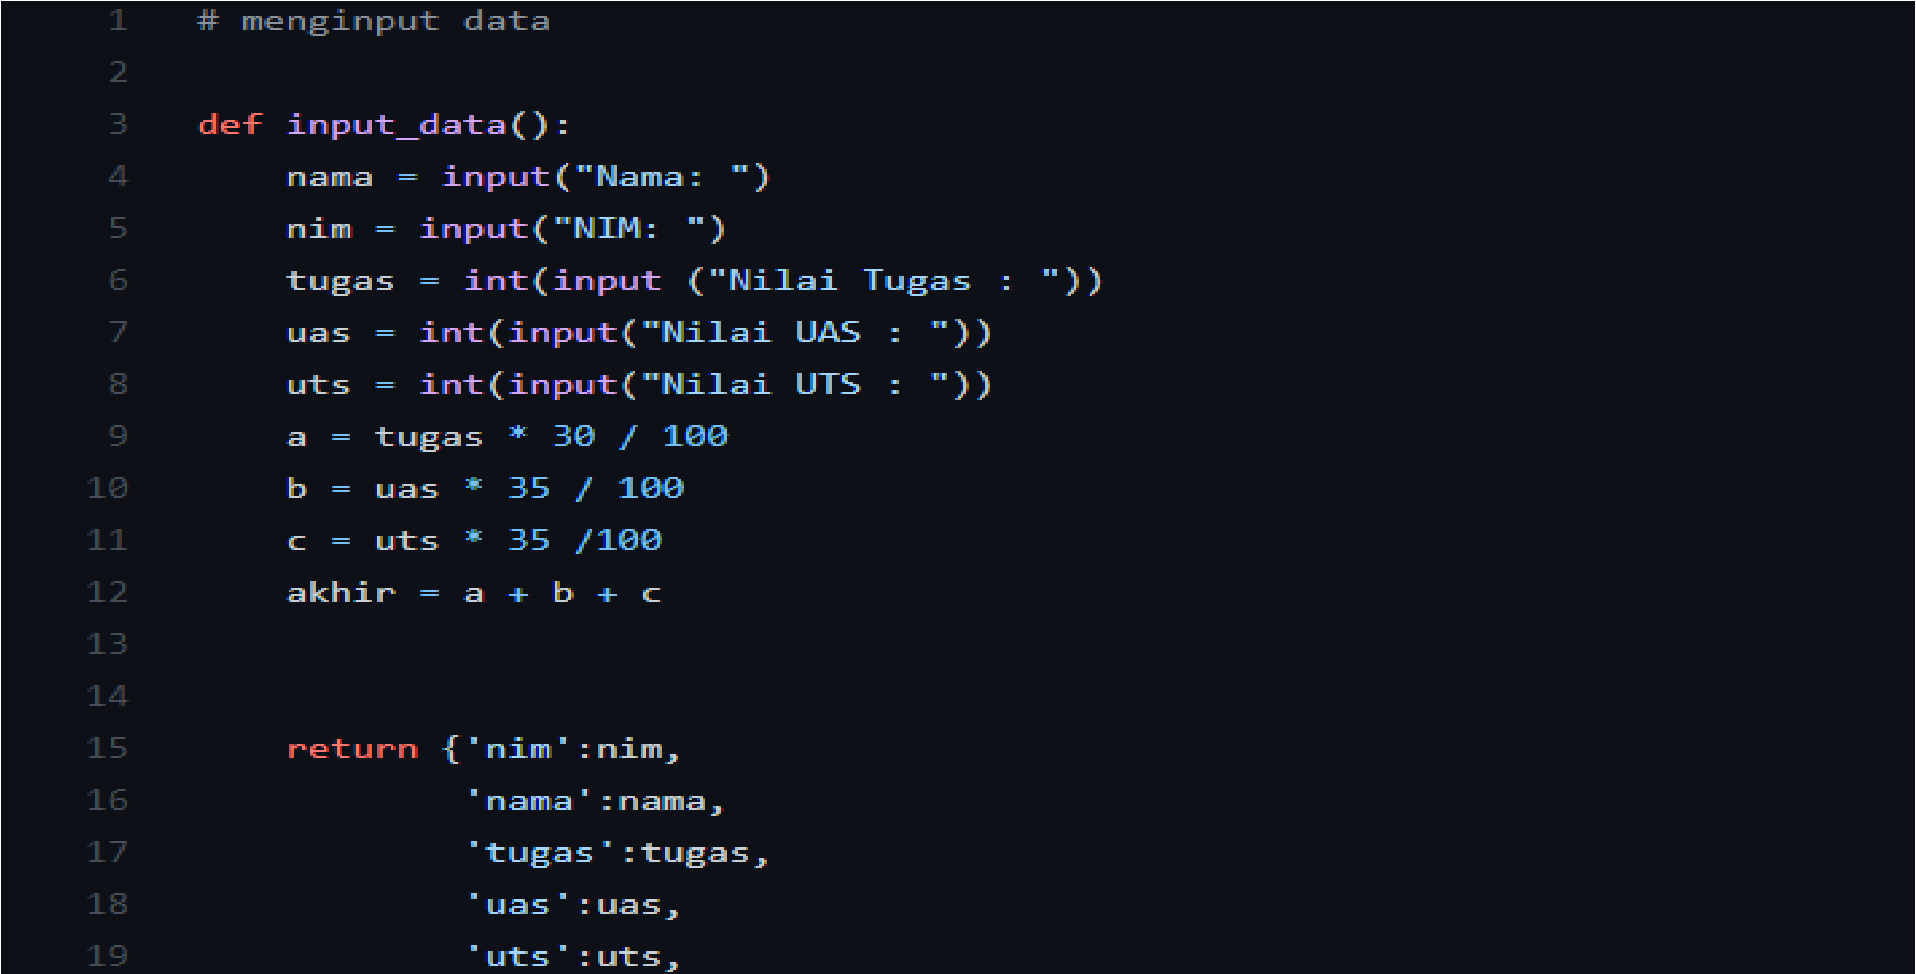 1 # menginput data
2
3 def input_data():
4     nama = input("Nama: ")
5     nim = input("NIM: ")
6     tugas = int(input ("Nilai Tugas : "))
7     uas = int(input("Nilai UAS : "))
8     uts = int(input("Nilai UTS : "))
9     a = tugas * 30 / 100
10     b = uas * 35 / 100
11     c = uts * 35 /100
12     akhir = a + b + c
13
14
15     return {'nim':nim,
16             'nama':nama,
17             'tugas':tugas,
18             'uas':uas,
19             'uts':uts,